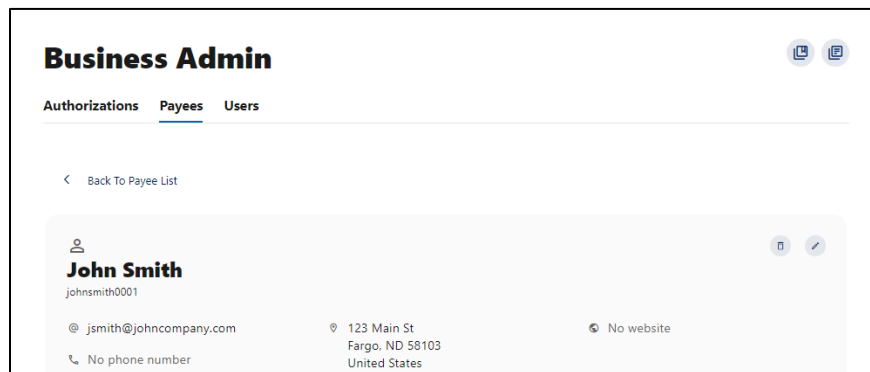 Business Admin
Authorizations Payees Users
Back To Payee List
John Smith
johnsmith0001
@ jsmith@johncompany.com
No phone number
123 Main St
Fargo, ND 58103
United States
No website